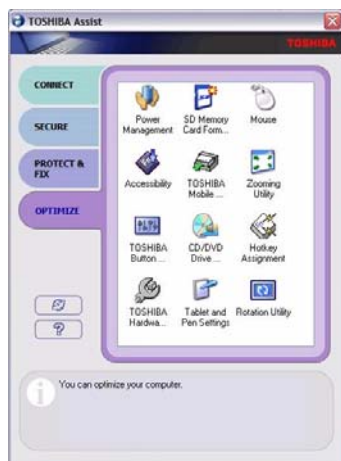 TOSHIBA Assist
TOSHIBA
CONNECT
SECURE
PROTECT &
FIX
OPTIMIZE
Power
Management
SD Memory
Card Form...
Mouse
Accessibility
TOSHIBA
Mobile ...
Zooming
Utility
TOSHIBA
Button ...
CD/DVD
Drive ...
Hotkey
Assignment
TOSHIBA
Hardwa...
Tablet and
Pen Settings
Rotation Utility
?
You can optimize your computer.